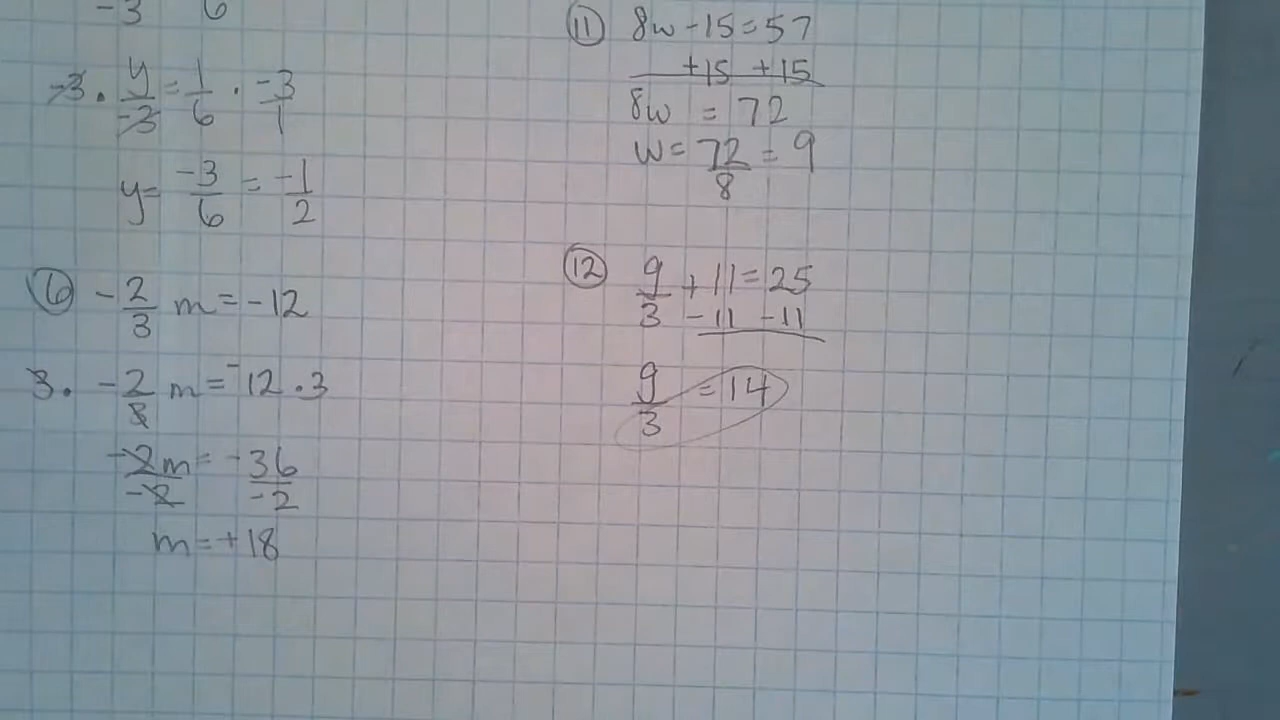 -3 6
-3 · y/-3 = 1/6 · -3/1
y = -3/6 = -1/2
6 -2/3 m = -12
3 · -2/3 m = -12 · 3
-2m/-2 = -36/-2
m = +18
11 8w - 15 = 57
+15 +15
8w = 72
w = 72/8 = 9
12 g/3 + 11 = 25
-11 -11
g/3 = 14